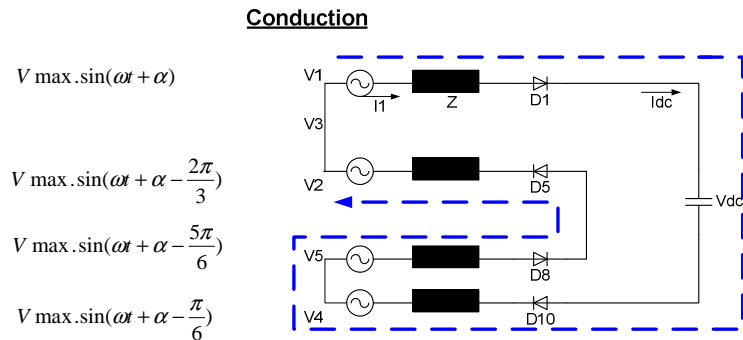 Conduction
V max.sin(ωt + α)
V1
I1
Z
D1
Idc
V3
V max.sin(ωt + α − 2π/3)
V2
D5
Vdc
V max.sin(ωt + α − 5π/6)
V5
D8
V max.sin(ωt + α − π/6)
V4
D10